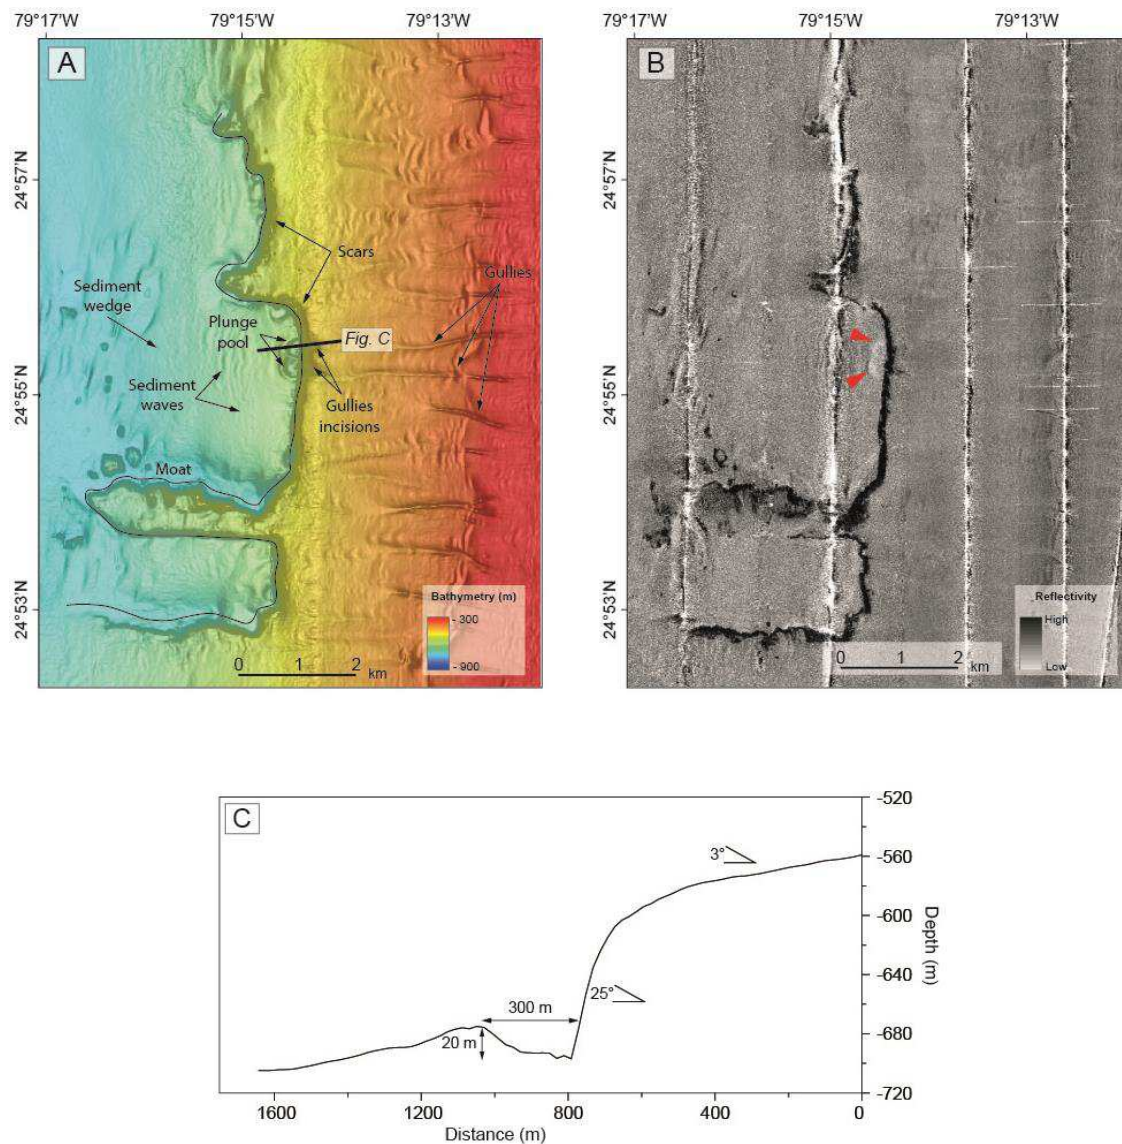 79°17'W 79°15'W 79°13'W
A
24°57'N
24°55'N
24°53'N
Scars
Gullies
Sediment
wedge
Plunge
pool
Fig. C
Sediment
waves
Gullies
incisions
Moat
Bathymetry (m)
- 300
- 900
0 1 2
km
79°17'W 79°15'W 79°13'W
B
24°57'N
24°55'N
24°53'N
Reflectivity
High
Low
0 1 2
km
C
3°
25°
300 m
20 m
-520
-560
-600
-640
-680
-720
Depth (m)
1600 1200 800 400 0
Distance (m)